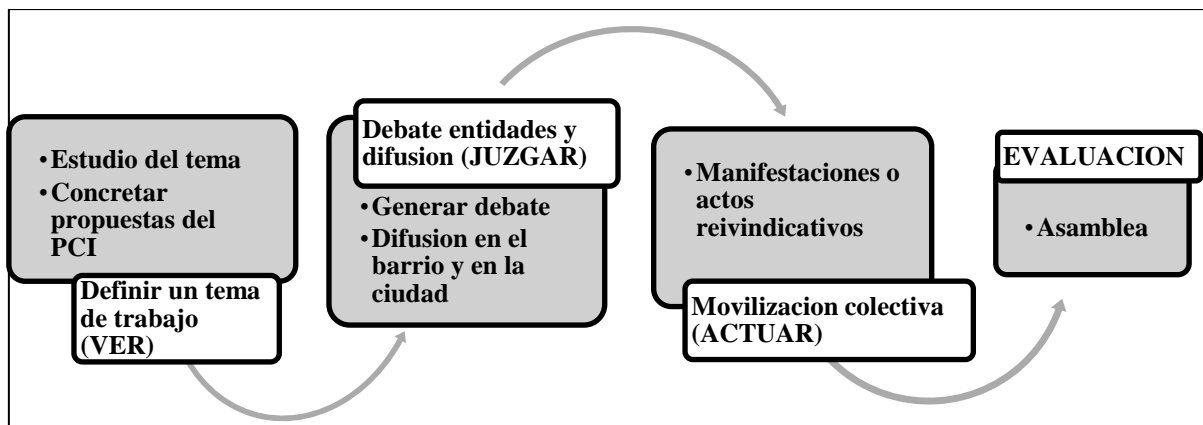 • Estudio del tema
• Concretar
propuestas del
PCI
Definir un tema
de trabajo
(VER)
Debate entidades y
difusion (JUZGAR)
• Generar debate
• Difusion en el
barrio y en la
ciudad
• Manifestaciones o
actos
reivindicativos
Movilizacion colectiva
(ACTUAR)
EVALUACION
• Asamblea